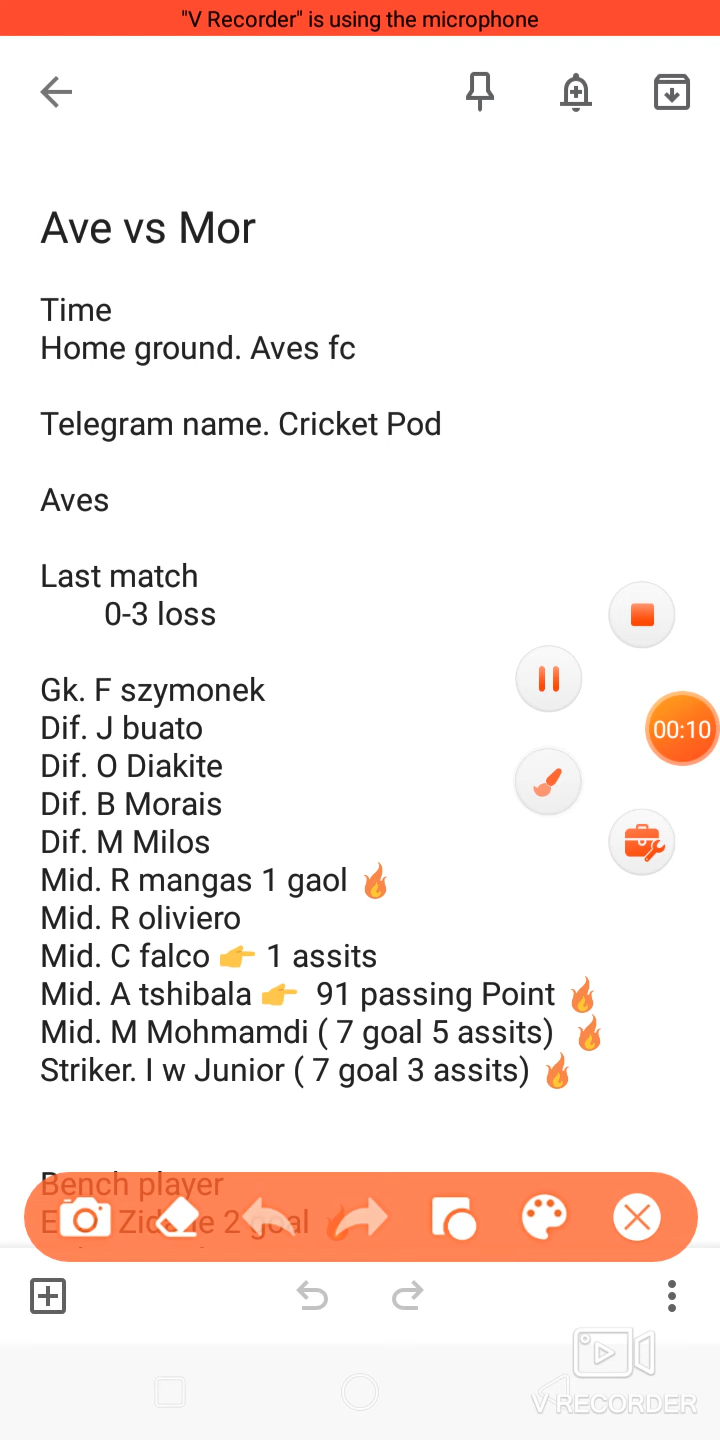 "V Recorder" is using the microphone
Ave vs Mor
Time
Home ground. Aves fc
Telegram name. Cricket Pod
Aves
Last match
0-3 loss
Gk. F szymonek
Dif. J buato
Dif. O Diakite
Dif. B Morais
Dif. M Milos
Mid. R mangas 1 gaol 🔥
Mid. R oliviero
Mid. C falco 👉 1 assits
Mid. A tshibala 👉 91 passing Point 🔥
Mid. M Mohmamdi ( 7 goal 5 assits) 🔥
Striker. I w Junior ( 7 goal 3 assits) 🔥
00:10
Bench player
2 goal
V RECORDER